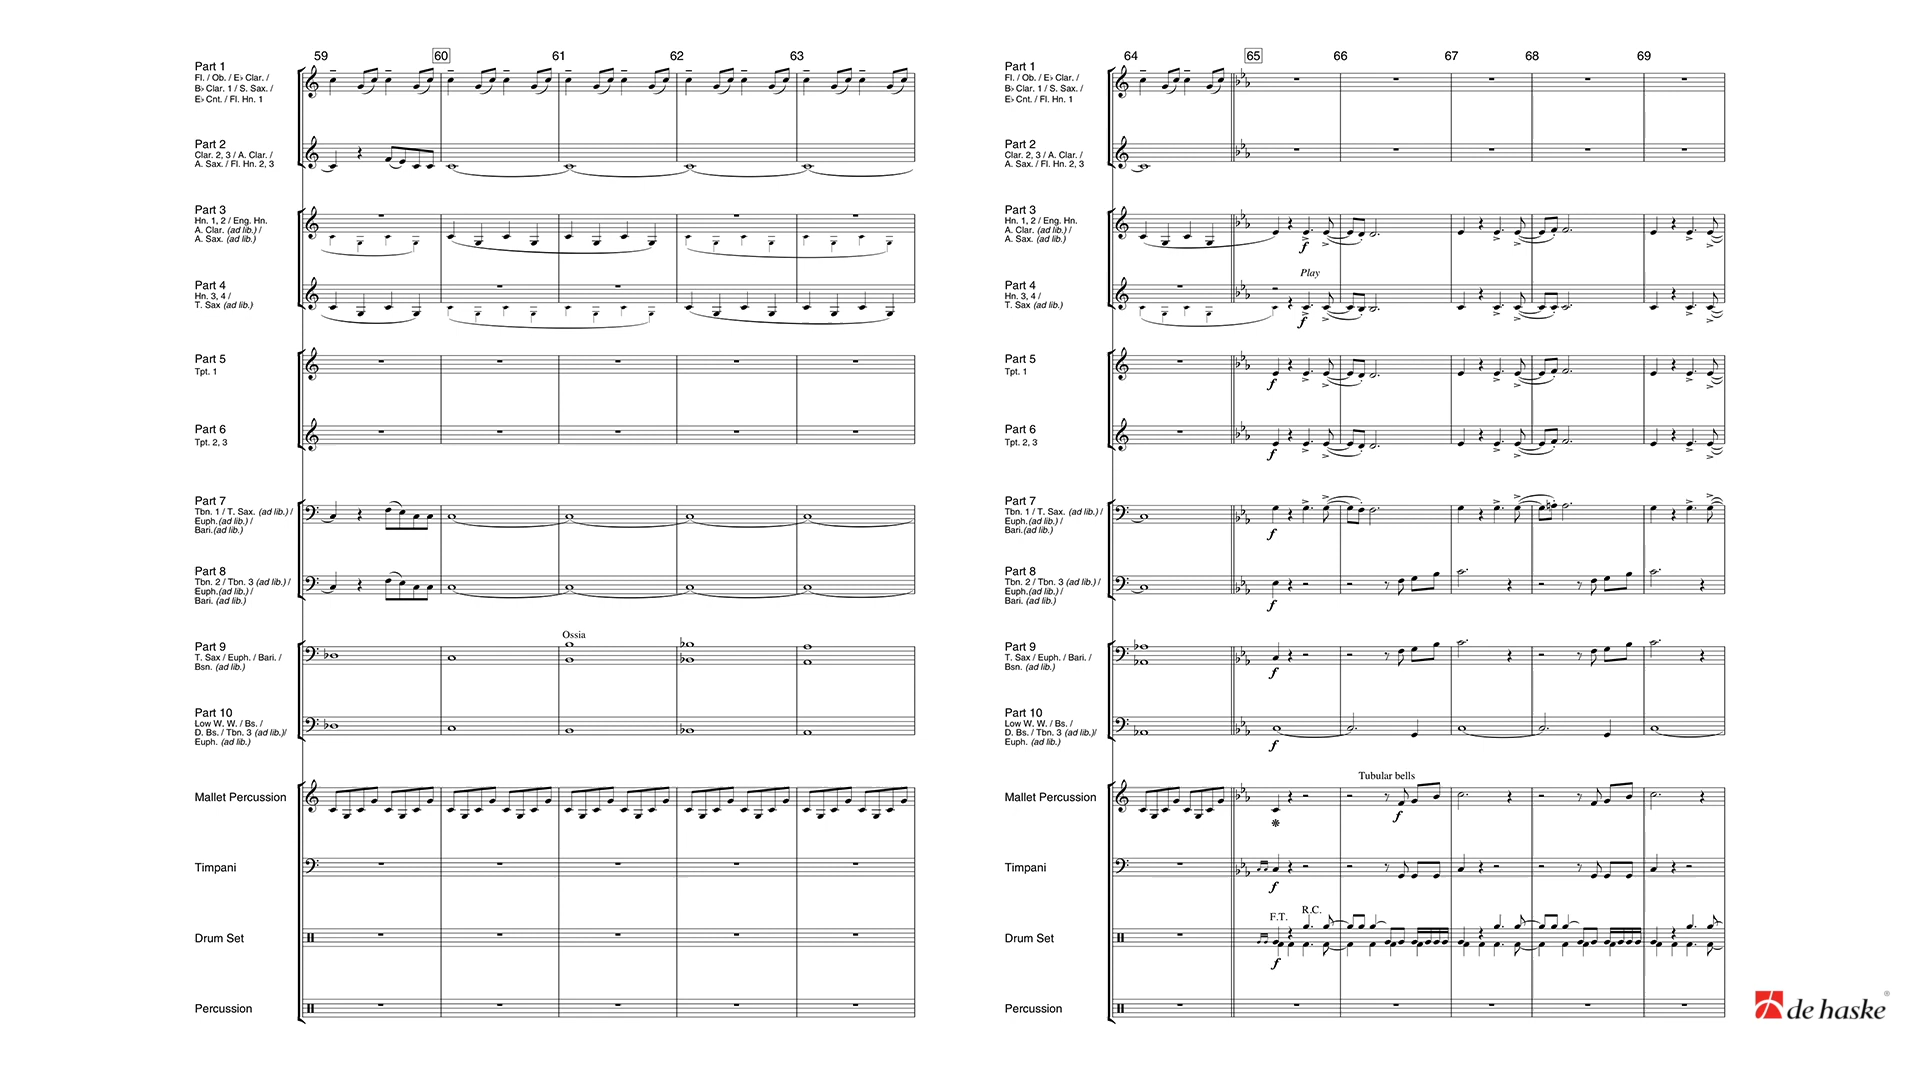 59 60 61 62 63
Part 1
Fl. / Ob. / E♭ Clar. /
B♭ Clar. 1 / S. Sax. /
E♭ Cnt. / Fl. Hn. 1
Part 2
Clar. 2, 3 / A. Clar. /
A. Sax. / Fl. Hn. 2, 3
Part 3
Hn. 1, 2 / Eng. Hn.
A. Clar. (ad lib.) /
A. Sax. (ad lib.)
Part 4
Hn. 3, 4 /
T. Sax (ad lib.)
Part 5
Tpt. 1
Part 6
Tpt. 2, 3
Part 7
Tbn. 1 / T. Sax. (ad lib.) /
Euph.(ad lib.) /
Bari.(ad lib.)
Part 8
Tbn. 2 / Tbn. 3 (ad lib.) /
Euph.(ad lib.) /
Bari. (ad lib.)
Ossia
Part 9
T. Sax / Euph. / Bari. /
Bsn. (ad lib.)
Part 10
Low W. W. / Bs. /
D. Bs. / Tbn. 3 (ad lib.)/
Euph. (ad lib.)
Mallet Percussion
Timpani
Drum Set
Percussion
64 65 66 67 68 69
Part 1
Fl. / Ob. / E♭ Clar. /
B♭ Clar. 1 / S. Sax. /
E♭ Cnt. / Fl. Hn. 1
Part 2
Clar. 2, 3 / A. Clar. /
A. Sax. / Fl. Hn. 2, 3
Part 3
Hn. 1, 2 / Eng. Hn.
A. Clar. (ad lib.) /
A. Sax. (ad lib.)
f
Play
Part 4
Hn. 3, 4 /
T. Sax (ad lib.)
f
Part 5
Tpt. 1
f
Part 6
Tpt. 2, 3
f
Part 7
Tbn. 1 / T. Sax. (ad lib.) /
Euph.(ad lib.) /
Bari.(ad lib.)
f
Part 8
Tbn. 2 / Tbn. 3 (ad lib.) /
Euph.(ad lib.) /
Bari. (ad lib.)
f
Part 9
T. Sax / Euph. / Bari. /
Bsn. (ad lib.)
f
Part 10
Low W. W. / Bs. /
D. Bs. / Tbn. 3 (ad lib.)/
Euph. (ad lib.)
f
Tubular bells
Mallet Percussion
f
Timpani
f
F.T. R.C.
Drum Set
f
Percussion
de haske®